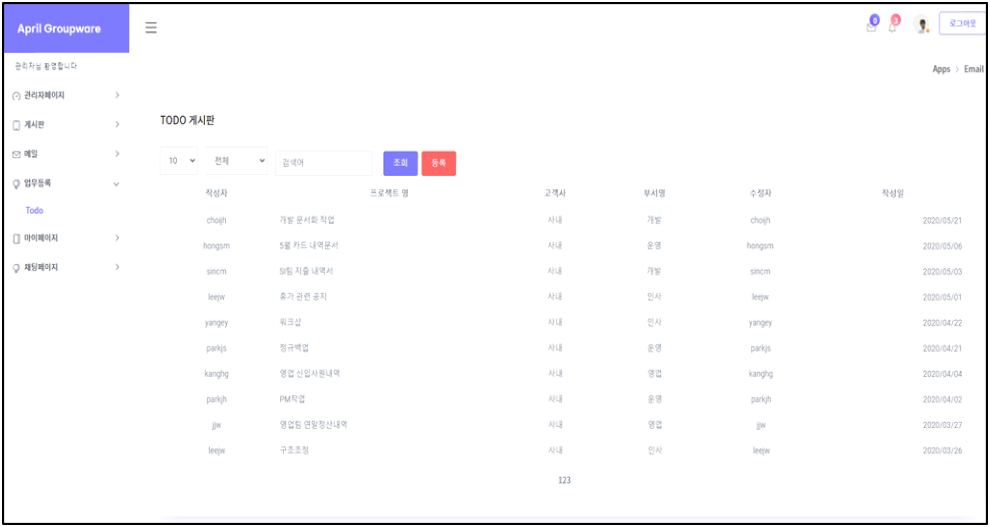 April Groupware
0 3 로그아웃
관리자님 환영합니다
Apps > Email
관리자페이지
게시판
메일
업무등록
Todo
마이페이지
채팅페이지
TODO 게시판
10 전체 검색어 조회 등록
작성자 프로젝트 명 고객사 부서명 수정자 작성일
choijh 개발 문서화 작업 사내 개발 choijh 2020/05/21
hongsm 5월 카드 내역문서 사내 운영 hongsm 2020/05/06
sincm SI팀 지출 내역서 사내 개발 sincm 2020/05/03
leejw 휴가 관련 공지 사내 인사 leejw 2020/05/01
yangey 워크샵 사내 인사 yangey 2020/04/22
parkjs 정규백업 사내 운영 parkjs 2020/04/21
kanghg 영업 신입사원내역 사내 영업 kanghg 2020/04/04
parkjh PM작업 사내 운영 parkjh 2020/04/02
jjw 영업팀 연말정산내역 사내 영업 jjw 2020/03/27
leejw 구조조정 사내 인사 leejw 2020/03/26
123